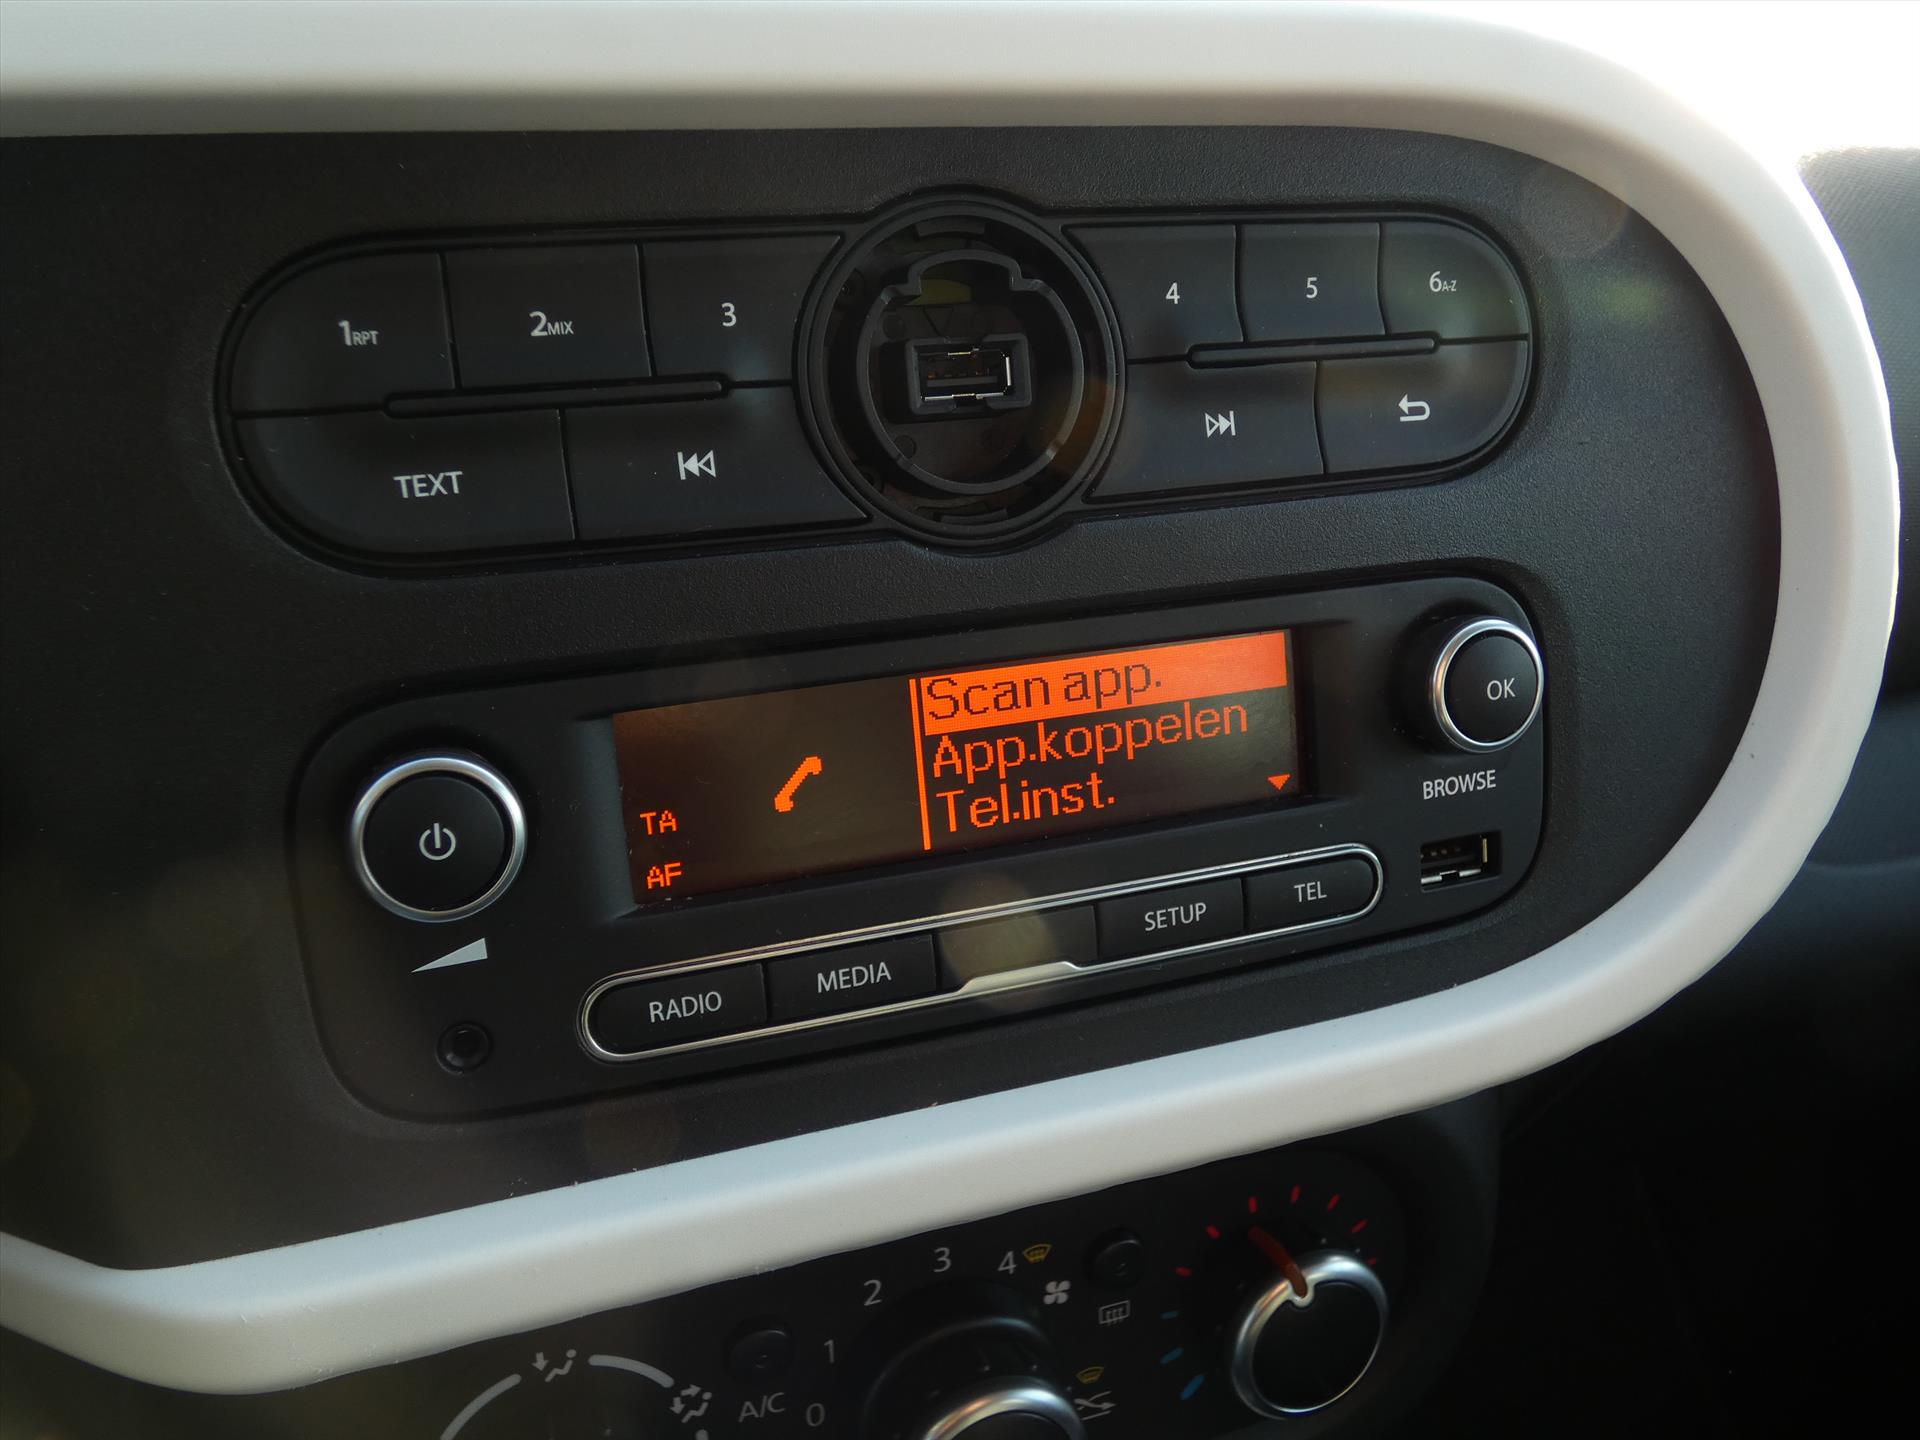 1RPT 2MIX 3 4 5 6A-Z
TEXT
Scan app.
App.koppelen
Tel.inst.
TA
AF
OK
BROWSE
RADIO MEDIA SETUP TEL
0 1 2 3 4
A/C